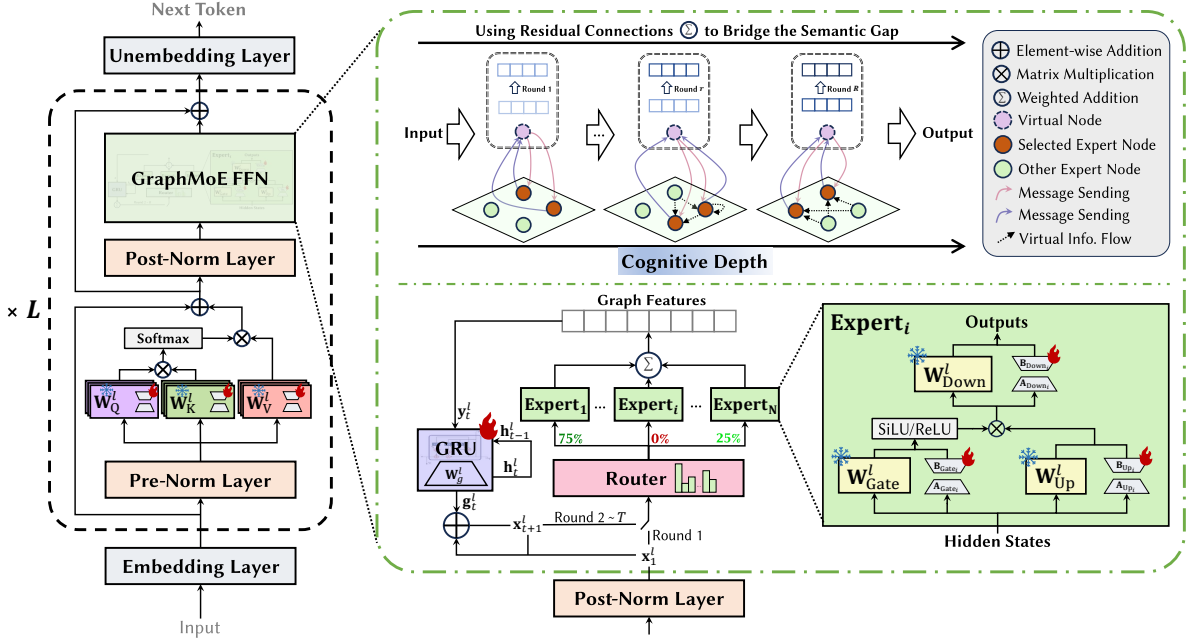 Next Token
Unembedding Layer
GraphMoE FFN
Post-Norm Layer
× L
Softmax
W_Q^l
W_K^l
W_V^l
Pre-Norm Layer
Embedding Layer
Input
Using Residual Connections Σ to Bridge the Semantic Gap
Round 1
Round r
Round R
Input
...
Output
Cognitive Depth
Element-wise Addition
Matrix Multiplication
Σ Weighted Addition
Virtual Node
Selected Expert Node
Other Expert Node
Message Sending
Message Sending
Virtual Info. Flow
Graph Features
Σ
y_t^l
Expert_1 ... Expert_i ... Expert_N
75% 0% 25%
GRU
W_g^l
h_{t-1}^l
h_t^l
Router
g_t^l
x_{t+1}^l
Round 2 ~ T
Round 1
x_1^l
Post-Norm Layer
Expert_i
Outputs
W_Down^l
B_Down_i
A_Down_i
SiLU/ReLU
W_Gate^l
B_Gate_i
A_Gate_i
W_Up^l
B_Up_i
A_Up_i
Hidden States